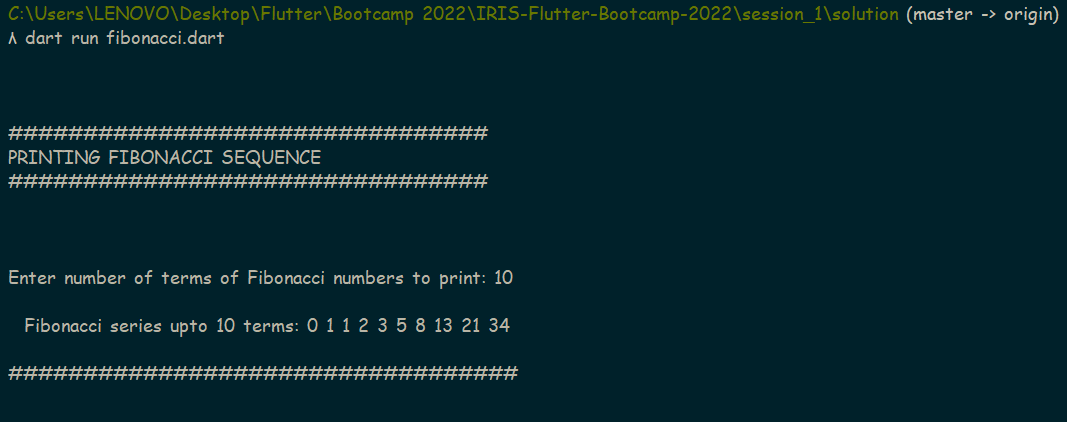 C:\Users\LENOVO\Desktop\Flutter\Bootcamp 2022\IRIS-Flutter-Bootcamp-2022\session_1\solution (master -> origin)
λ dart run fibonacci.dart
################################
PRINTING FIBONACCI SEQUENCE
################################
Enter number of terms of Fibonacci numbers to print: 10
Fibonacci series upto 10 terms: 0 1 1 2 3 5 8 13 21 34
##################################